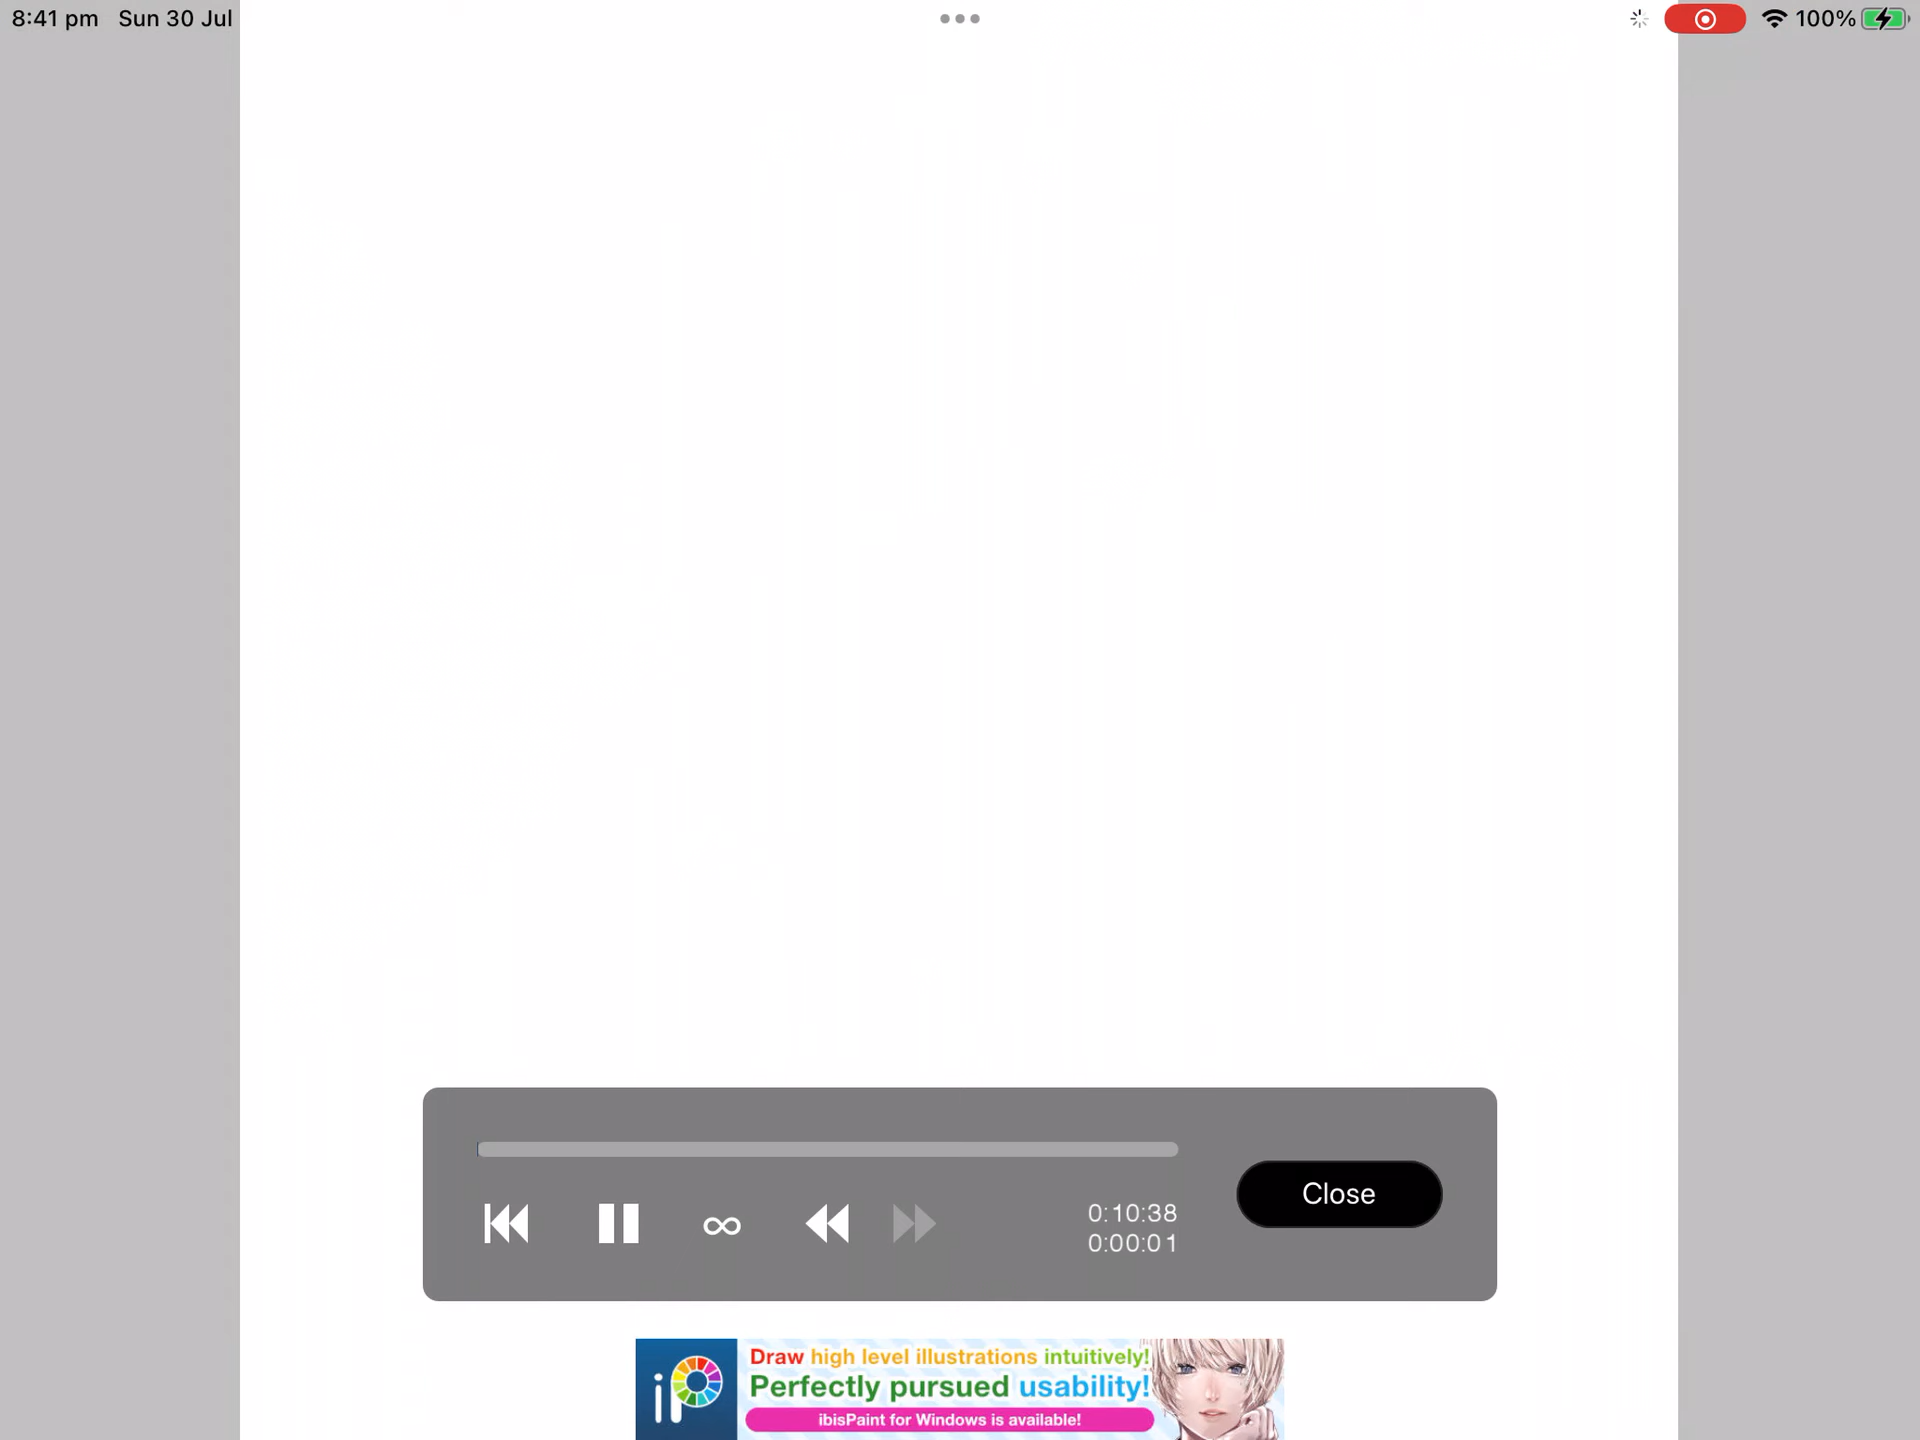 8:41 pm Sun 30 Jul 100%
0:10:38
0:00:01
Close
iP
Draw high level illustrations intuitively!
Perfectly pursued usability!
ibisPaint for Windows is available!